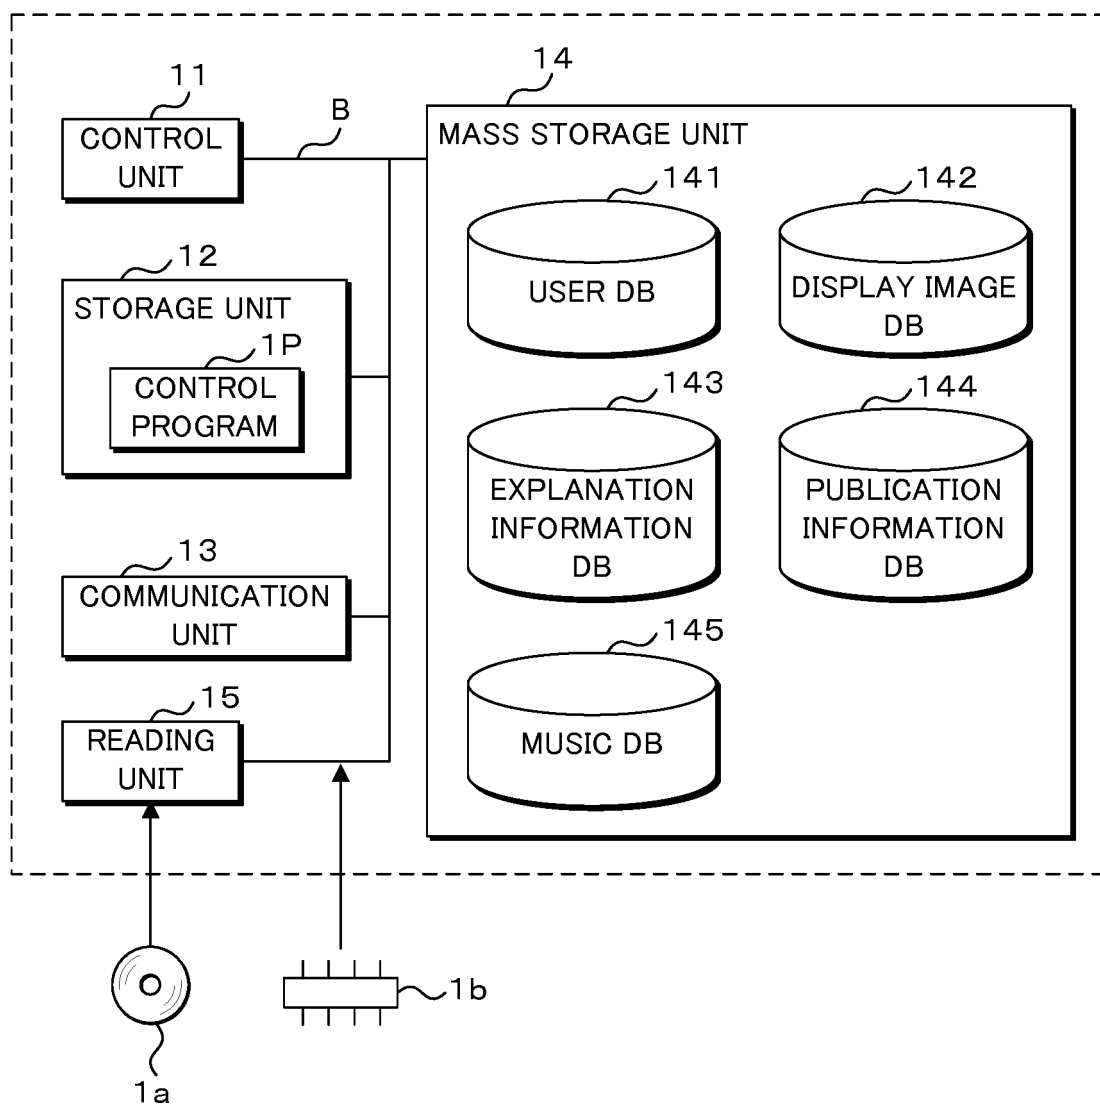 11
CONTROL
UNIT
B
12
STORAGE UNIT
1P
CONTROL
PROGRAM
13
COMMUNICATION
UNIT
15
READING
UNIT
1a
1b
14
MASS STORAGE UNIT
141
USER DB
142
DISPLAY IMAGE
DB
143
EXPLANATION
INFORMATION
DB
144
PUBLICATION
INFORMATION
DB
145
MUSIC DB